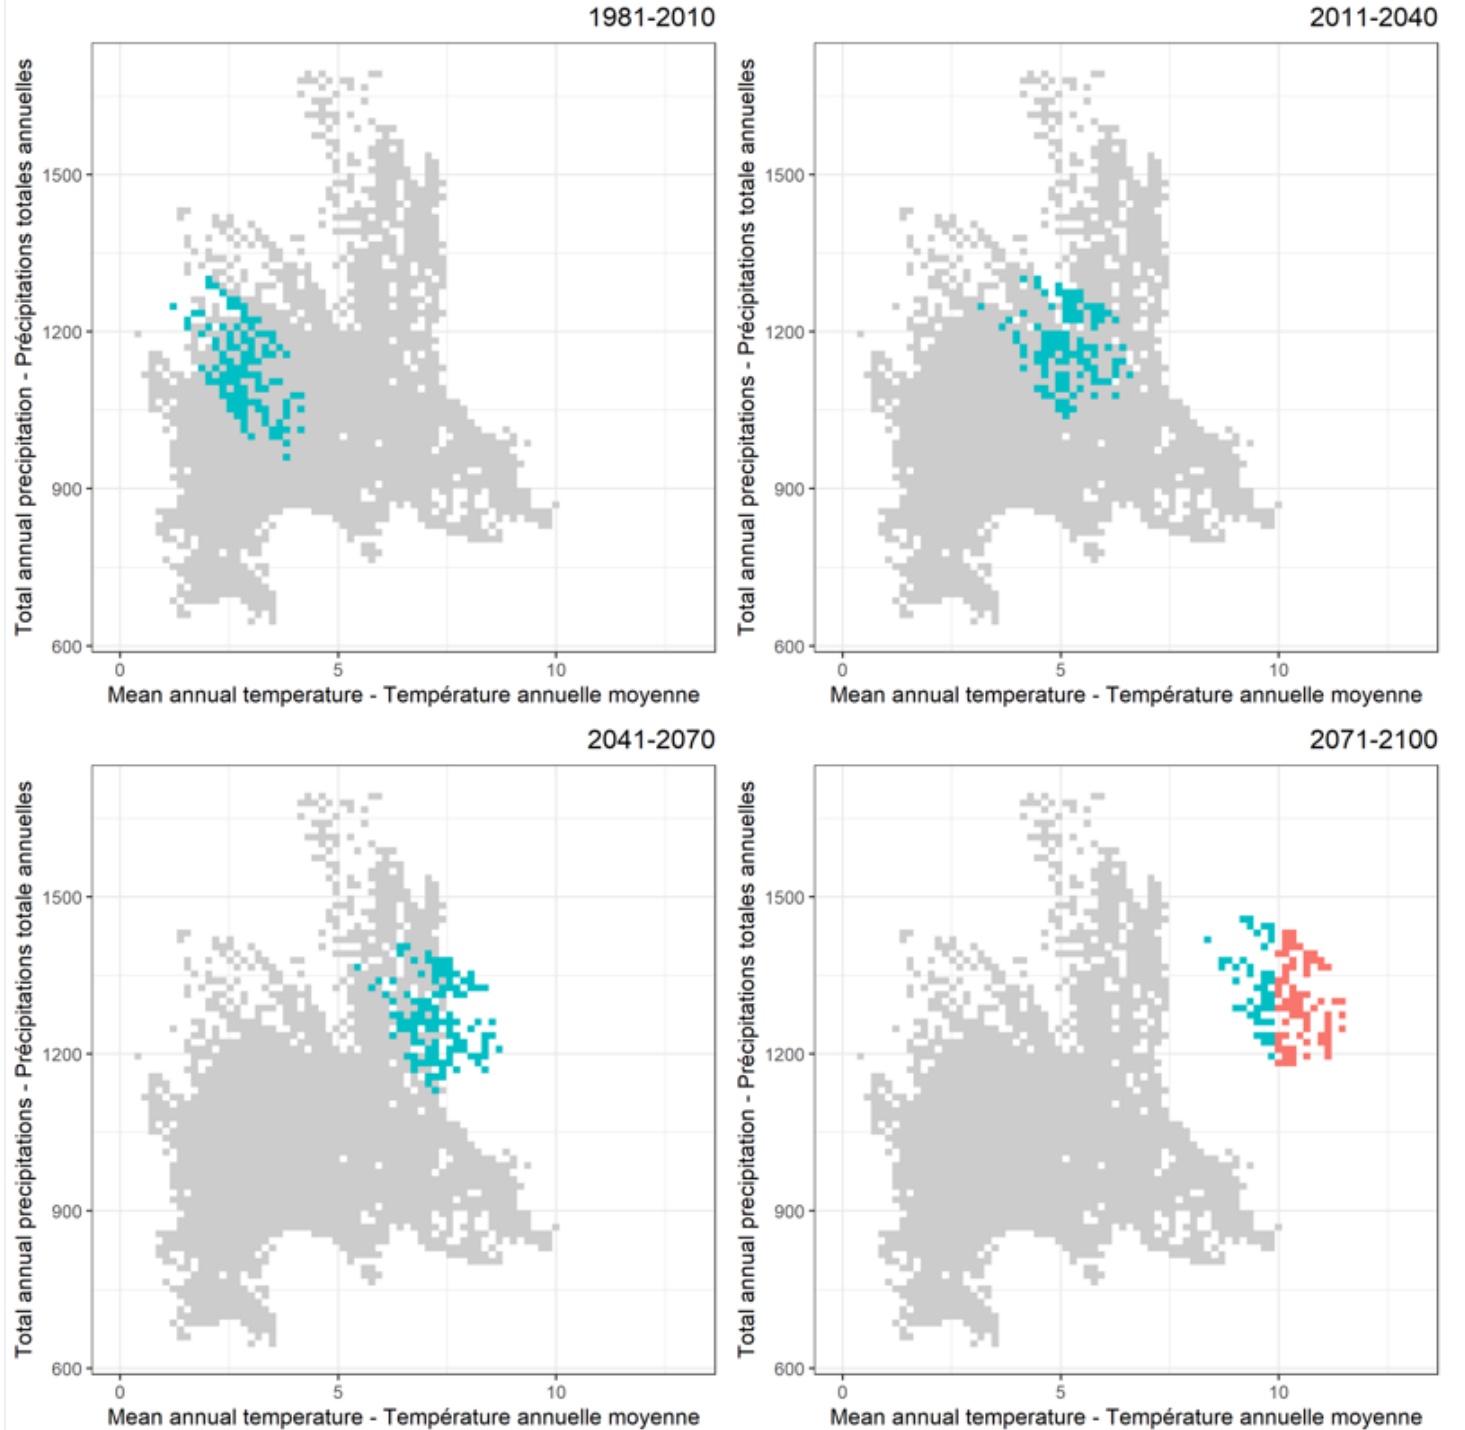 1981-2010
Total annual precipitation - Précipitations totales annuelles
1500
1200
900
600
0 5 10
Mean annual temperature - Température annuelle moyenne
2011-2040
Total annual precipitations - Précipitations totale annuelles
1500
1200
900
600
0 5 10
Mean annual temperature - Température annuelle moyenne
2041-2070
Total annual precipitations - Précipitations totale annuelles
1500
1200
900
600
0 5 10
Mean annual temperature - Température annuelle moyenne
2071-2100
Total annual precipitation - Précipitations totales annuelles
1500
1200
900
600
0 5 10
Mean annual temperature - Température annuelle moyenne